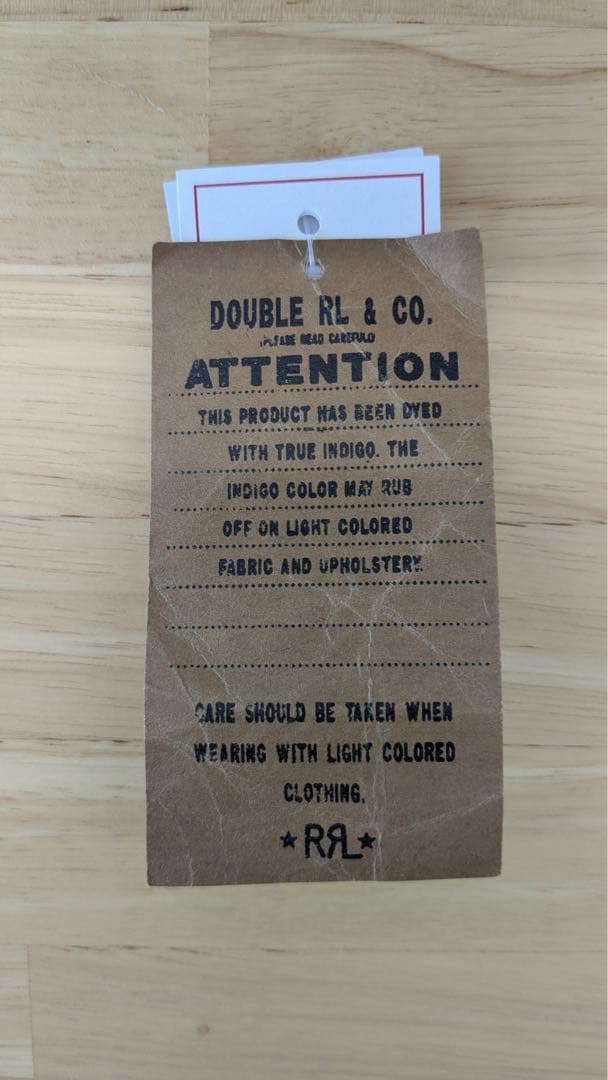 DOUBLE RL & CO.
(PLEASE READ CAREFULLY)
ATTENTION
THIS PRODUCT HAS BEEN DYED
WITH TRUE INDIGO. THE
INDIGO COLOR MAY RUB
OFF ON LIGHT COLORED
FABRIC AND UPHOLSTERY.
CARE SHOULD BE TAKEN WHEN
WEARING WITH LIGHT COLORED
CLOTHING.
★RRL★